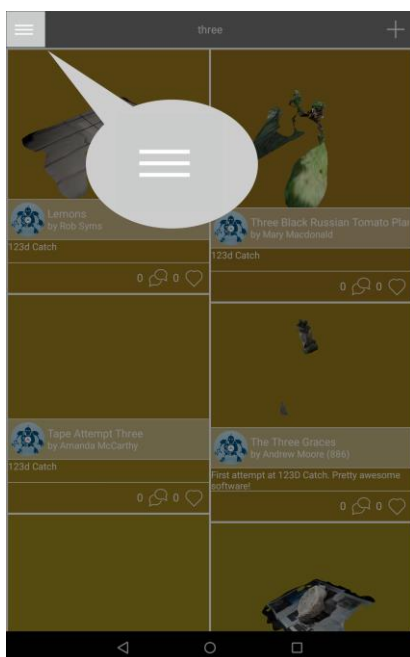 three
Lemons
by Rob Syms
123d Catch
0 0
Three Black Russian Tomato Pla
by Mary Macdonald
123d Catch
0 0
Tape Attempt Three
by Amanda McCarthy
123d Catch
0 0
The Three Graces
by Andrew Moore (886)
First attempt at 123D Catch. Pretty awesome
software!
0 0